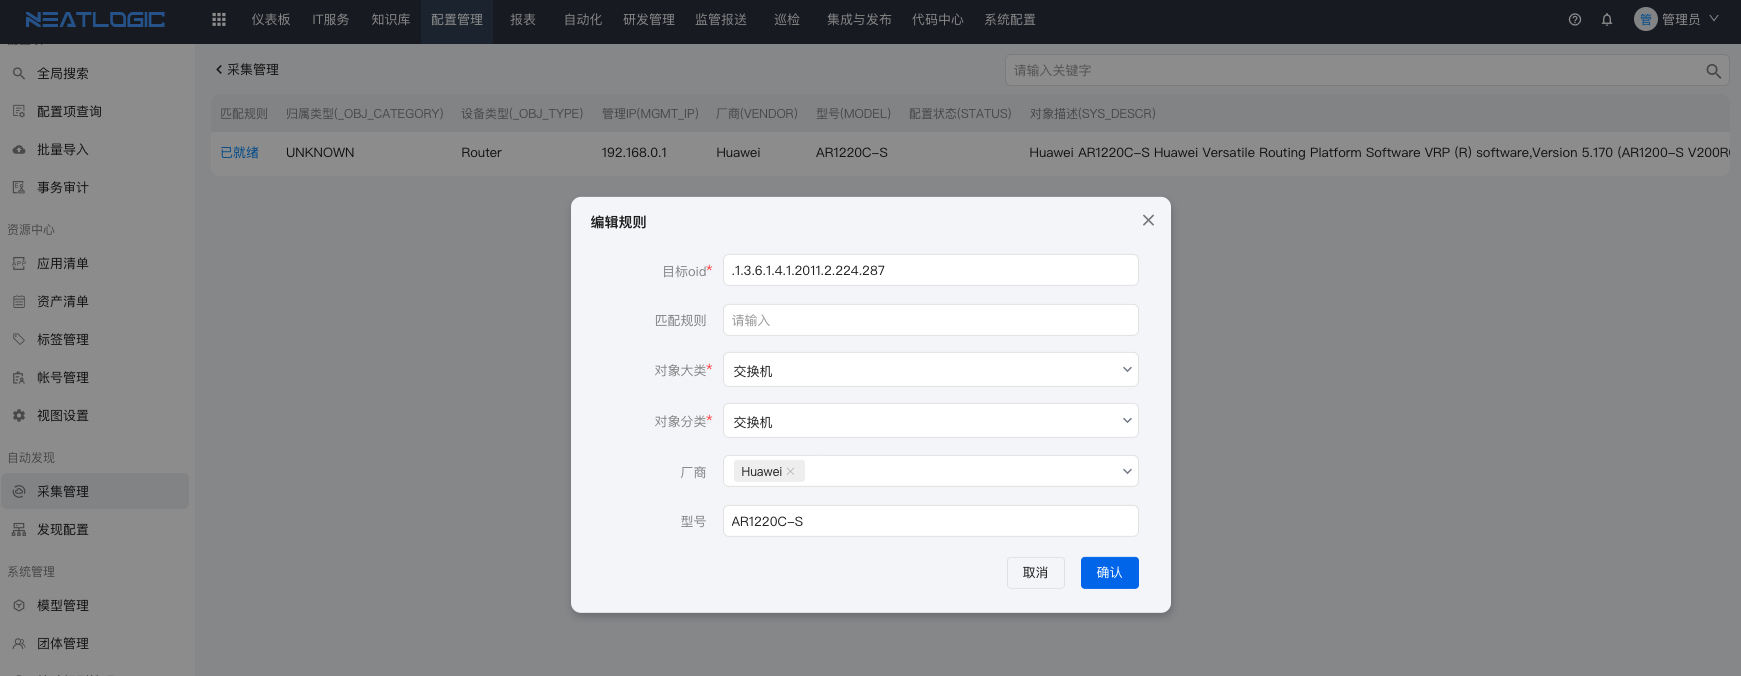 NEATLOGIC 仪表板 IT服务 知识库 配置管理 报表 自动化 研发管理 监管报送 巡检 集成与发布 代码中心 系统配置 管 管理员
全局搜索
配置项查询
批量导入
事务审计
资源中心
应用清单
资产清单
标签管理
帐号管理
视图设置
自动发现
采集管理
发现配置
系统管理
模型管理
团体管理
采集管理 请输入关键字
匹配规则 归属类型(_OBJ_CATEGORY) 设备类型(_OBJ_TYPE) 管理IP(MGMT_IP) 厂商(VENDOR) 型号(MODEL) 配置状态(STATUS) 对象描述(SYS_DESCR)
已就绪 UNKNOWN Router 192.168.0.1 Huawei AR1220C-S Huawei AR1220C-S Huawei Versatile Routing Platform Software VRP (R) software,Version 5.170 (AR1200-S
编辑规则
目标oid* .1.3.6.1.4.1.2011.2.224.287
匹配规则 请输入
对象大类* 交换机
对象分类* 交换机
厂商 Huawei
型号 AR1220C-S
取消 确认